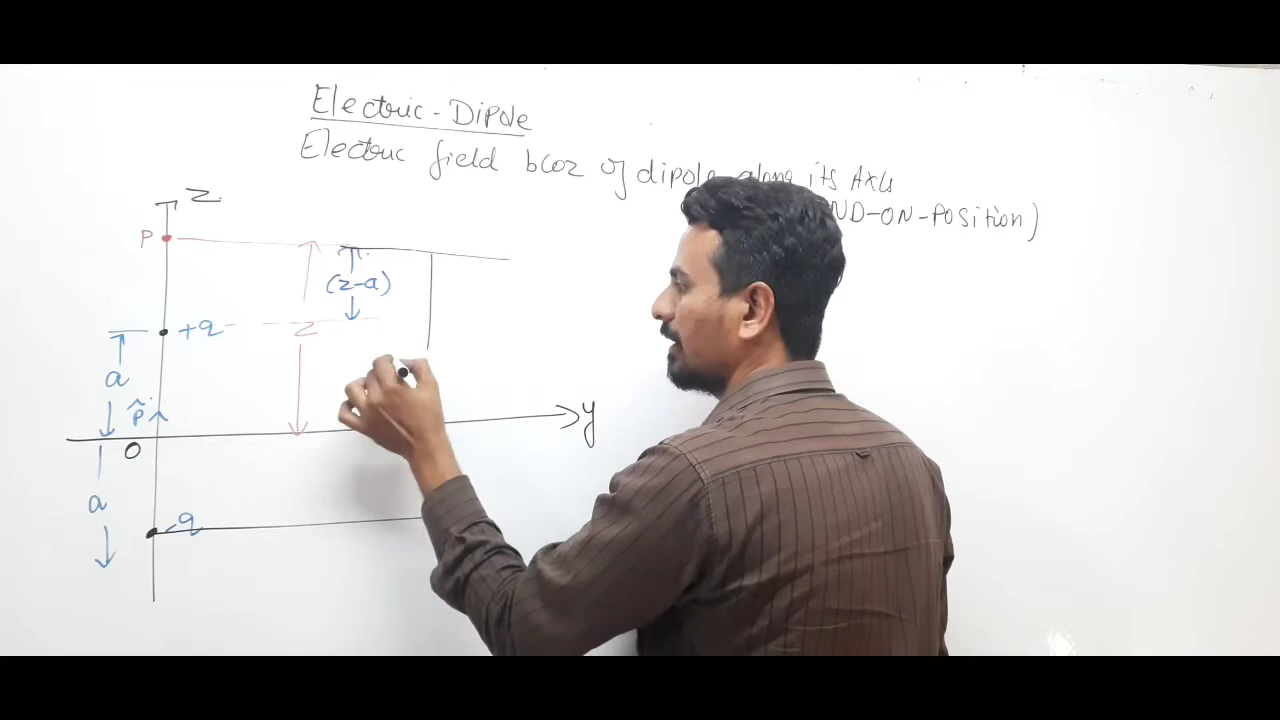 Electric-Dipole
Electric field bcoz of dipole along its Axis
ND-ON-POSition)
Z
P
(z-a)
+q
z
a
p̂
y
O
a
-q